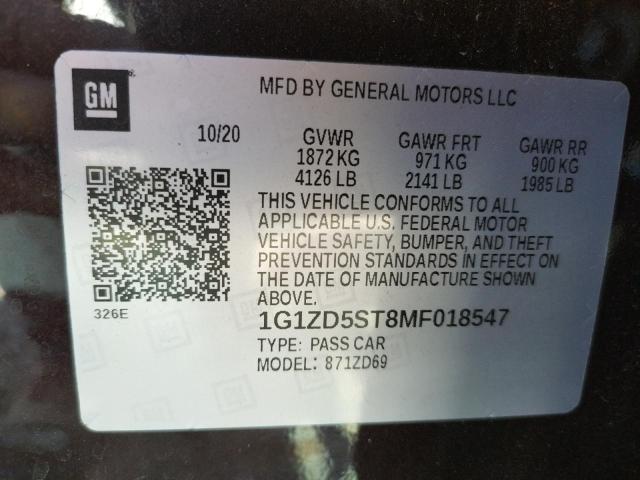 GM
MFD BY GENERAL MOTORS LLC
10/20 GVWR GAWR FRT GAWR RR
1872 KG 971 KG 900 KG
4126 LB 2141 LB 1985 LB
THIS VEHICLE CONFORMS TO ALL
APPLICABLE U.S. FEDERAL MOTOR
VEHICLE SAFETY, BUMPER, AND THEFT
PREVENTION STANDARDS IN EFFECT ON
THE DATE OF MANUFACTURE SHOWN
ABOVE.
326E
1G1ZD5ST8MF018547
TYPE: PASS CAR
MODEL: 871ZD69